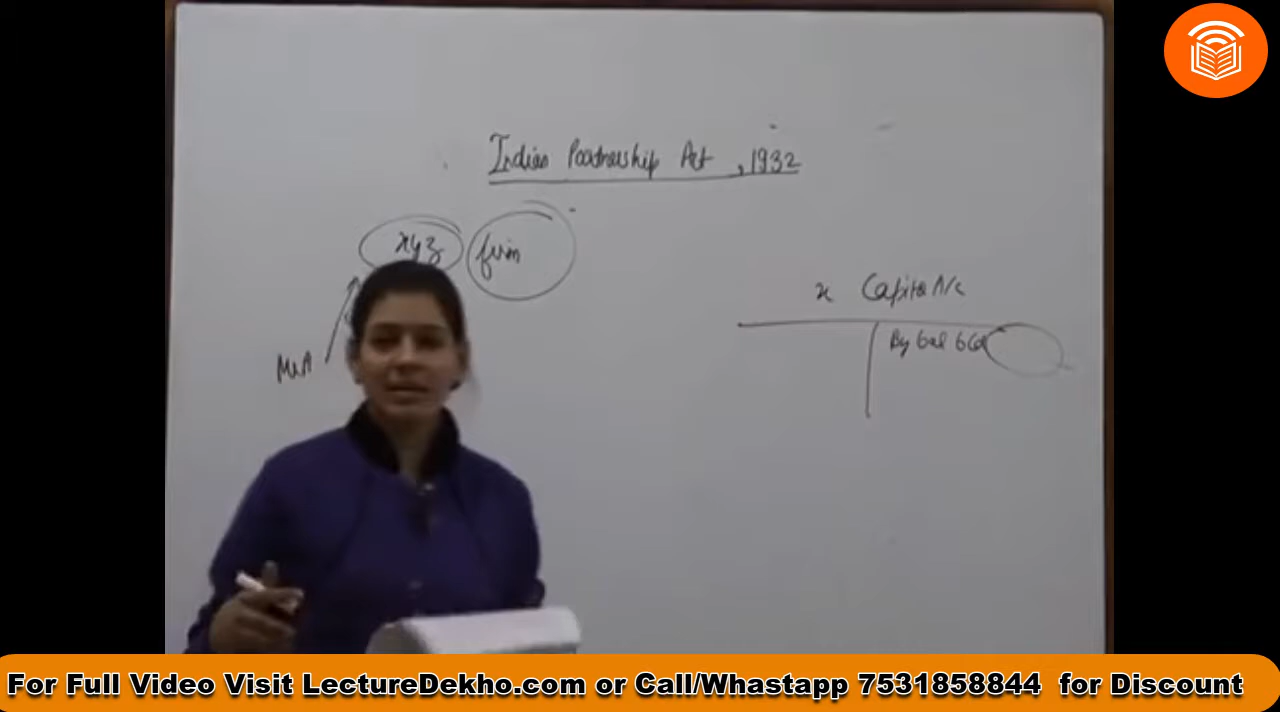 Indian Partnership Act, 1932
xyz firm
x Capital A/c
By bal b/d
For Full Video Visit LectureDekho.com or Call/Whastapp 7531858844 for Discount